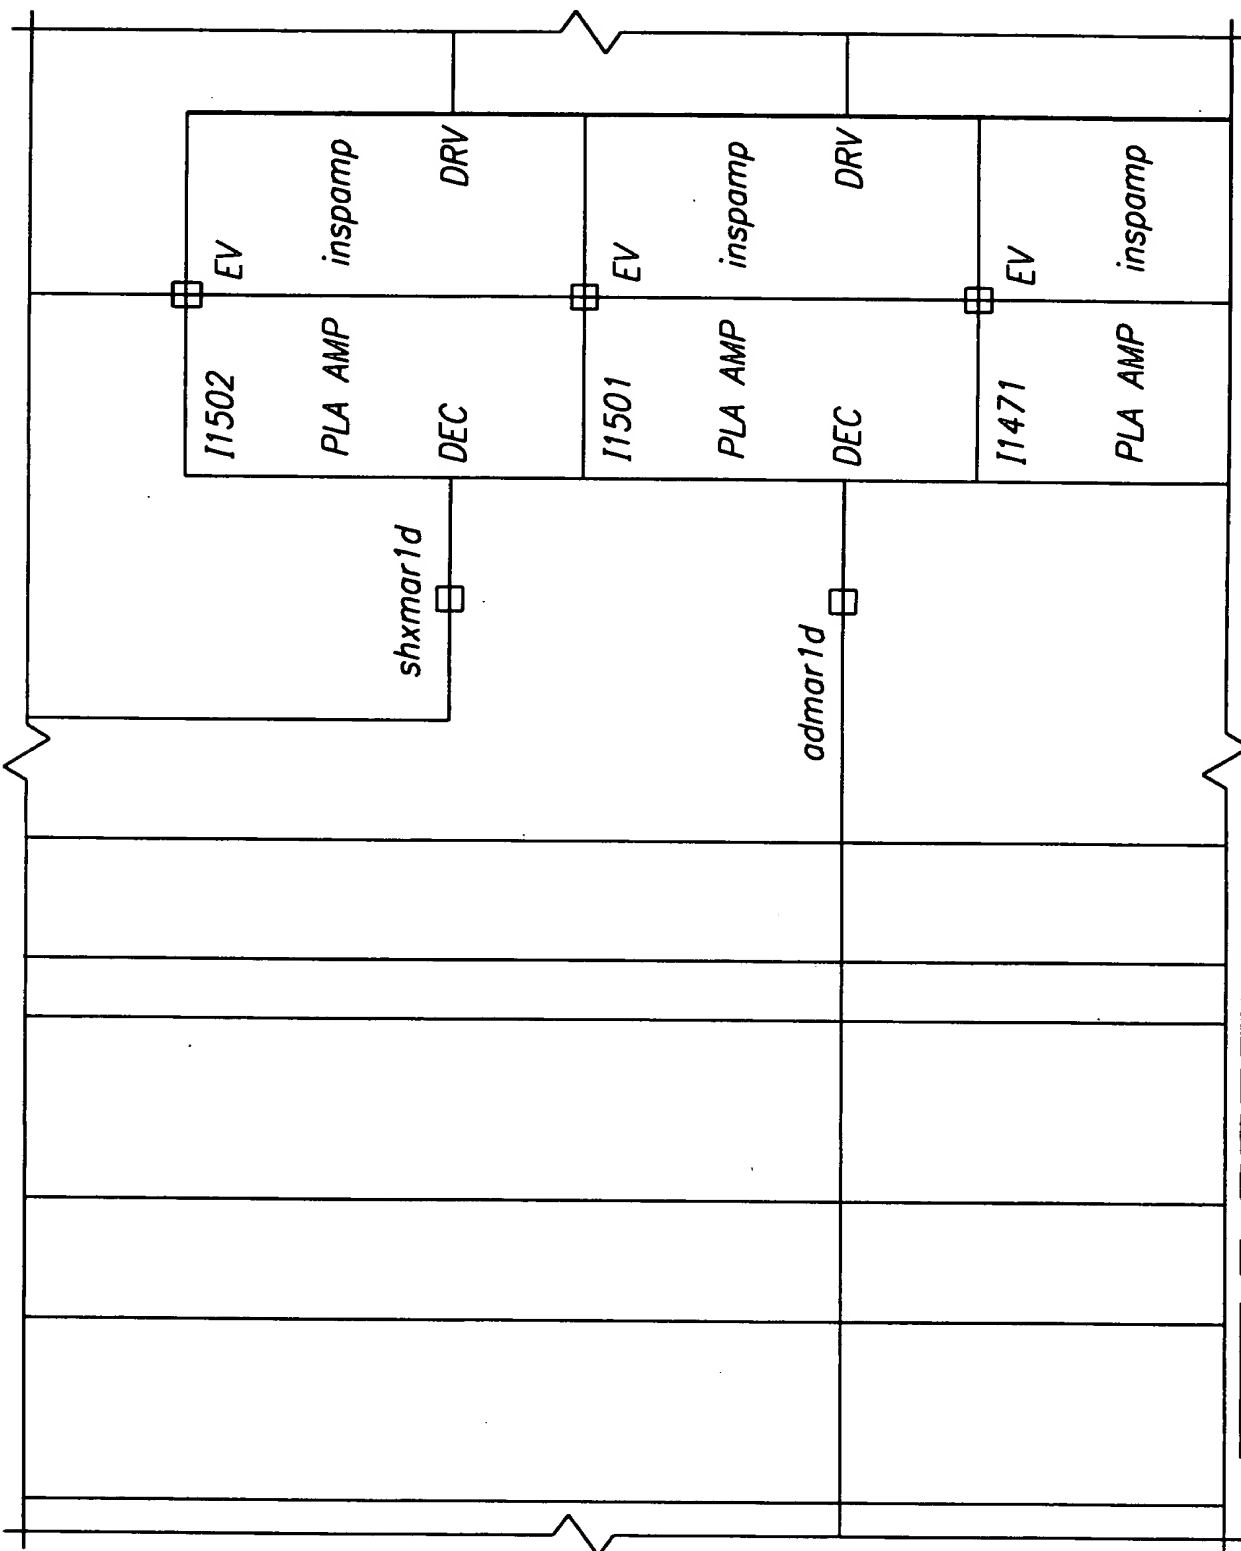 I1502
EV
PLA AMP
inspamp
DEC
DRV
shxmar1d
I1501
EV
PLA AMP
inspamp
DEC
DRV
admar1d
I1471
EV
PLA AMP
inspamp